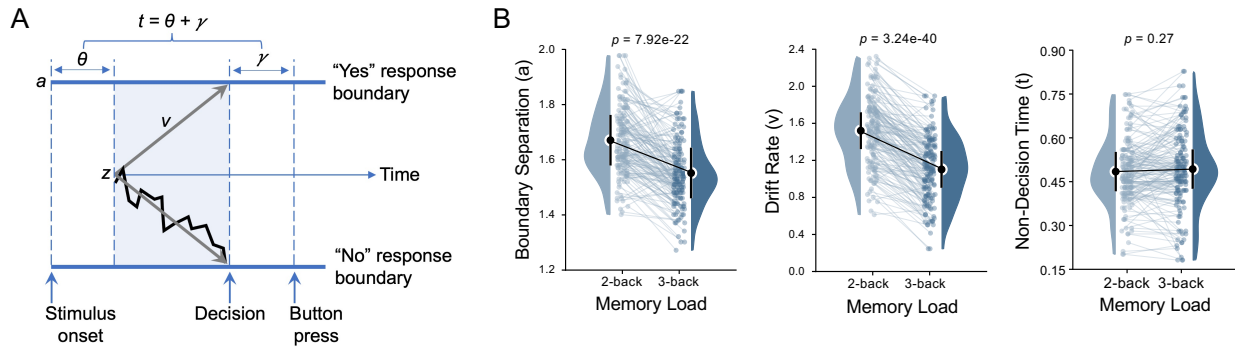 A
t = θ + γ
θ
γ
a
"Yes" response
boundary
v
z
Time
"No" response
boundary
Stimulus
onset
Decision
Button
press
B
p = 7.92e-22
Boundary Separation (a)
2.0
1.8
1.6
1.4
1.2
2-back
3-back
Memory Load
p = 3.24e-40
Drift Rate (v)
2.4
2.0
1.6
1.2
0.8
0.4
0.0
2-back
3-back
Memory Load
p = 0.27
Non-Decision Time (t)
0.90
0.75
0.60
0.45
0.30
0.15
2-back
3-back
Memory Load